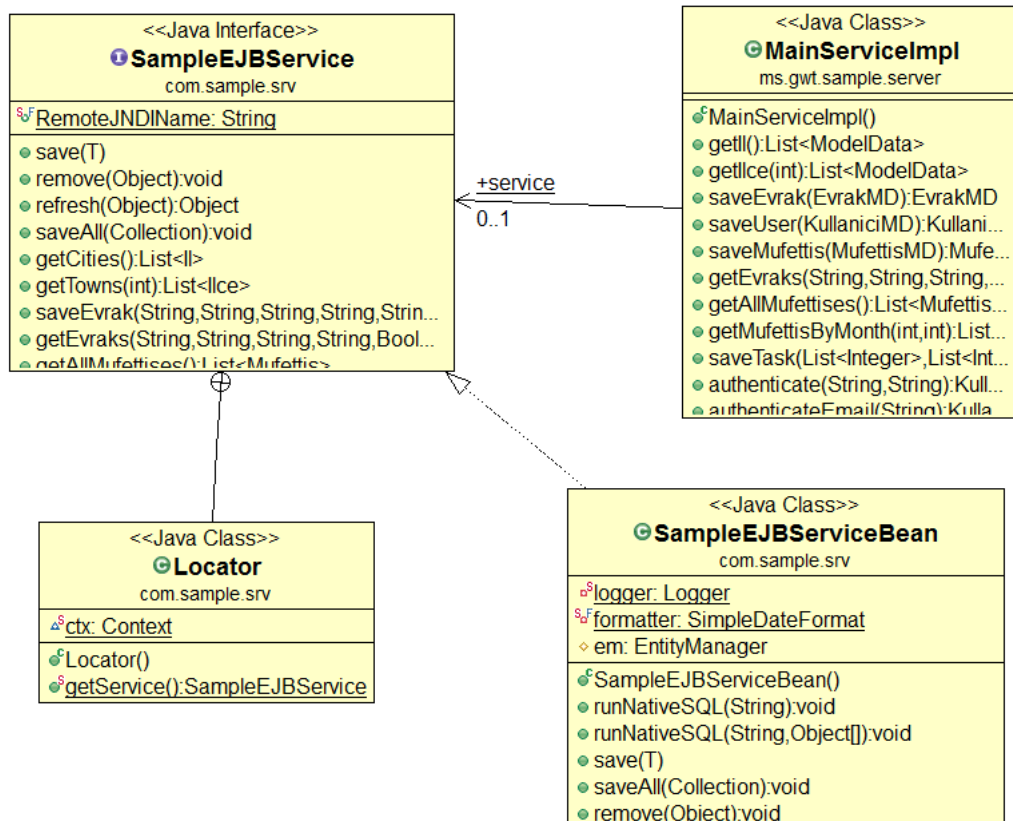 <<Java Interface>>
SampleEJBService
com.sample.srv
RemoteJNDIName: String
save(T)
remove(Object):void
refresh(Object):Object
saveAll(Collection):void
getCities():List<Il>
getTowns(int):List<Ilce>
saveEvrak(String,String,String,String,Strin...
getEvraks(String,String,String,String,Bool...
getAllMufettises():List<Mufettis>
+service
0..1
<<Java Class>>
MainServiceImpl
ms.gwt.sample.server
MainServiceImpl()
getIl():List<ModelData>
getIlce(int):List<ModelData>
saveEvrak(EvrakMD):EvrakMD
saveUser(KullaniciMD):Kullani...
saveMufettis(MufettisMD):Mufe...
getEvraks(String,String,String,...
getAllMufettises():List<Mufettis...
getMufettisByMonth(int,int):List...
saveTask(List<Integer>,List<Int...
authenticate(String,String):Kull...
authenticateEmail(String):Kulla...
<<Java Class>>
Locator
com.sample.srv
ctx: Context
Locator()
getService():SampleEJBService
<<Java Class>>
SampleEJBServiceBean
com.sample.srv
logger: Logger
formatter: SimpleDateFormat
em: EntityManager
SampleEJBServiceBean()
runNativeSQL(String):void
runNativeSQL(String,Object[]):void
save(T)
saveAll(Collection):void
remove(Object):void